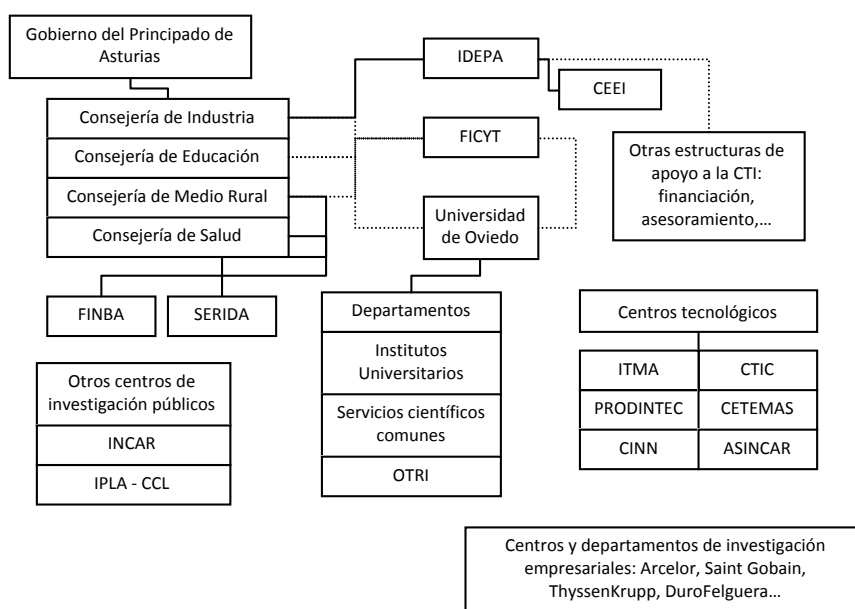 Gobierno del Principado de
Asturias
Consejería de Industria
Consejería de Educación
Consejería de Medio Rural
Consejería de Salud
FINBA
SERIDA
IDEPA
CEEI
FICYT
Universidad
de Oviedo
Otras estructuras de
apoyo a la CTI:
financiación,
asesoramiento,...
Departamentos
Institutos
Universitarios
Servicios científicos
comunes
OTRI
Otros centros de
investigación públicos
INCAR
IPLA - CCL
Centros tecnológicos
ITMA
CTIC
PRODINTEC
CETEMAS
CINN
ASINCAR
Centros y departamentos de investigación
empresariales: Arcelor, Saint Gobain,
ThyssenKrupp, DuroFelguera...